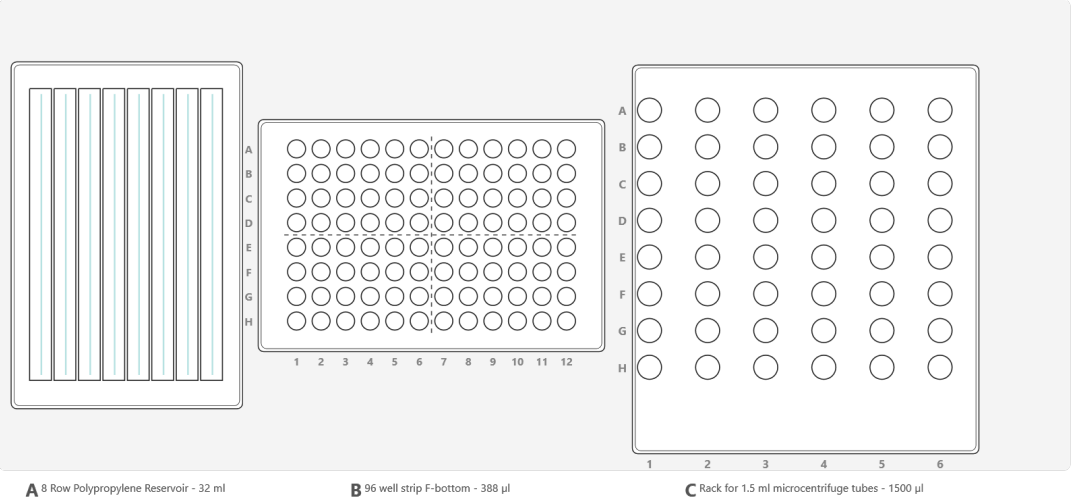 A
B
C
D
E
F
G
H
1 2 3 4 5 6 7 8 9 10 11 12
A
B
C
D
E
F
G
H
1 2 3 4 5 6
A 8 Row Polypropylene Reservoir - 32 ml
B 96 well strip F-bottom - 388 µl
C Rack for 1.5 ml microcentrifuge tubes - 1500 µl